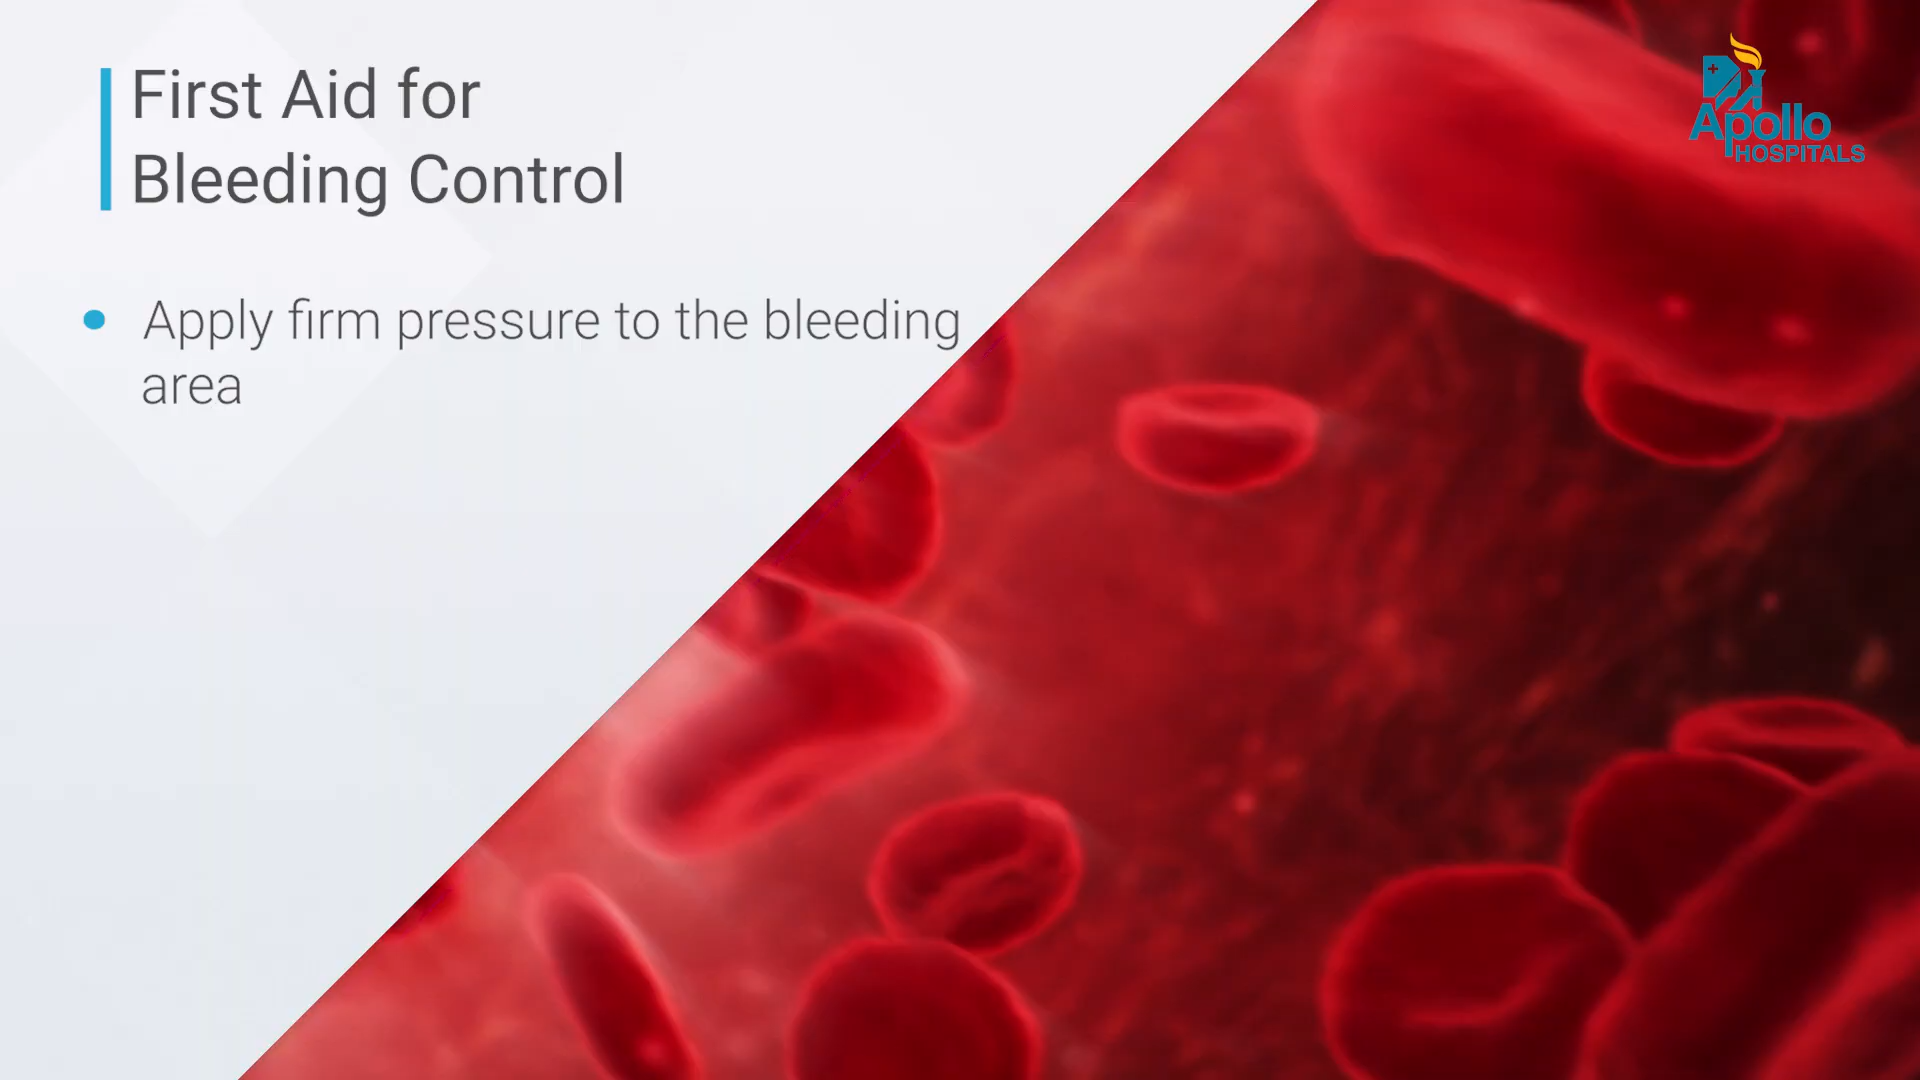 First Aid for
Bleeding Control
Apply firm pressure to the bleeding
area
Apollo
HOSPITALS